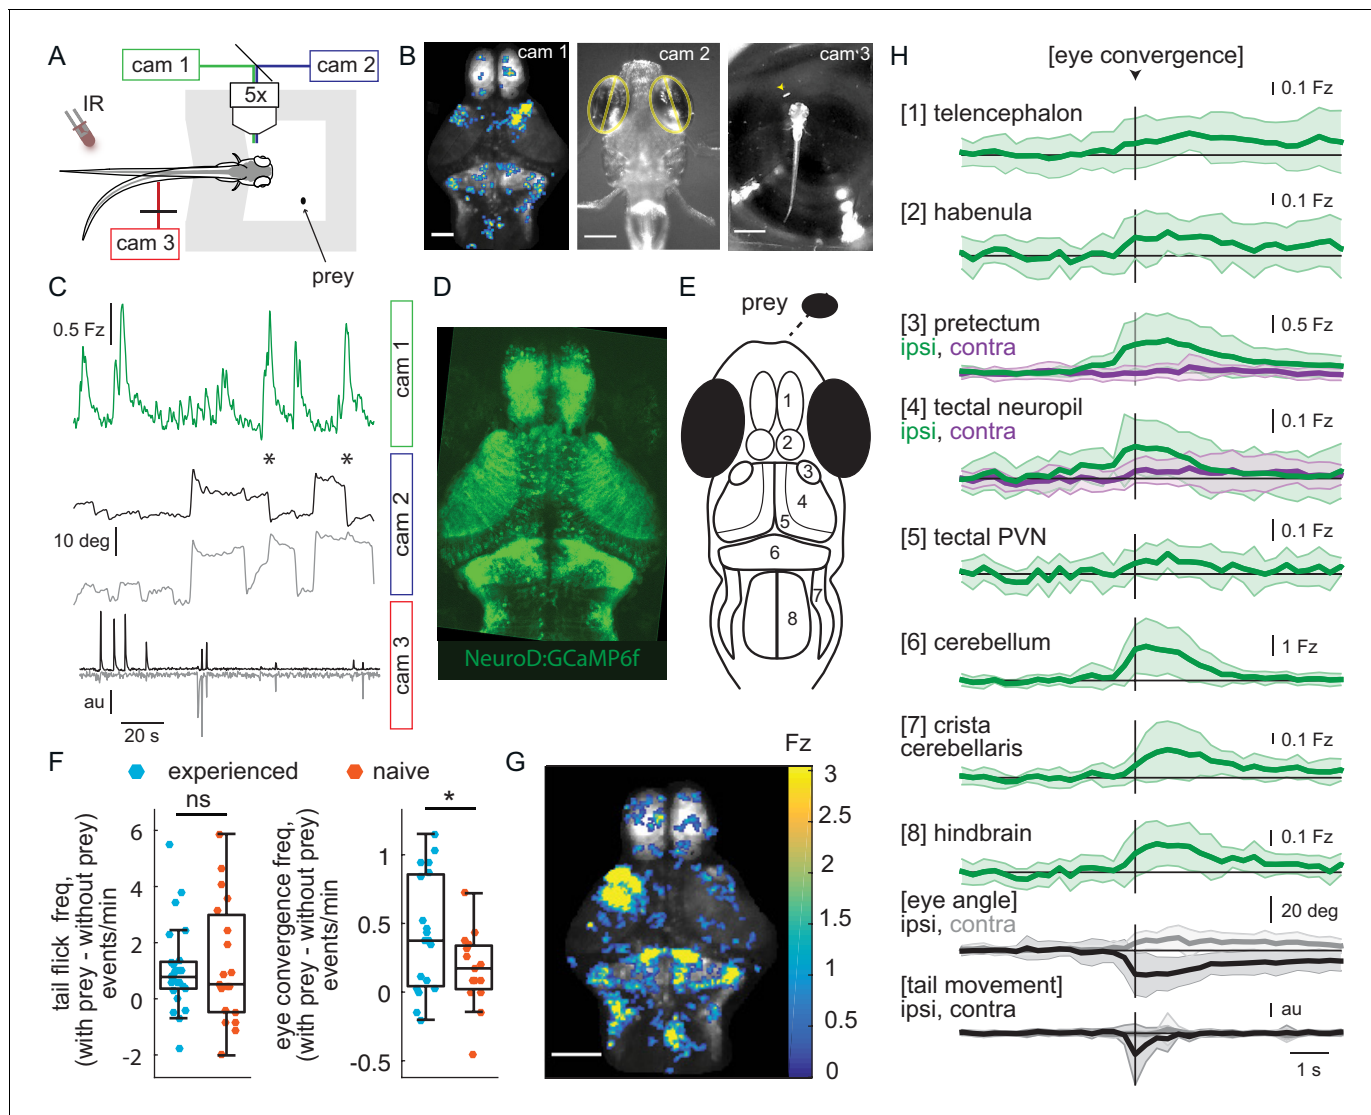 A
cam 1
cam 2
5x
IR
cam 3
prey
B
cam 1
cam 2
cam 3
C
0.5 Fz
cam 1
*
*
10 deg
cam 2
au
20 s
cam 3
D
NeuroD:GCaMP6f
E
prey
1
2
3
4
5
6
7
8
F
experienced
naive
ns
tail flick freq,
(with prey - without prey)
events/min
6
4
2
0
-2
*
eye convergence freq,
(with prey - without prey)
events/min
1
0.5
0
-0.5
G
Fz
3
2.5
2
1.5
1
0.5
0
H
[eye convergence]
0.1 Fz
[1] telencephalon
0.1 Fz
[2] habenula
[3] pretectum
ipsi, contra
0.5 Fz
[4] tectal neuropil
ipsi, contra
0.1 Fz
[5] tectal PVN
0.1 Fz
[6] cerebellum
1 Fz
[7] crista
cerebellaris
0.1 Fz
[8] hindbrain
0.1 Fz
[eye angle]
ipsi, contra
20 deg
[tail movement]
ipsi, contra
au
1 s